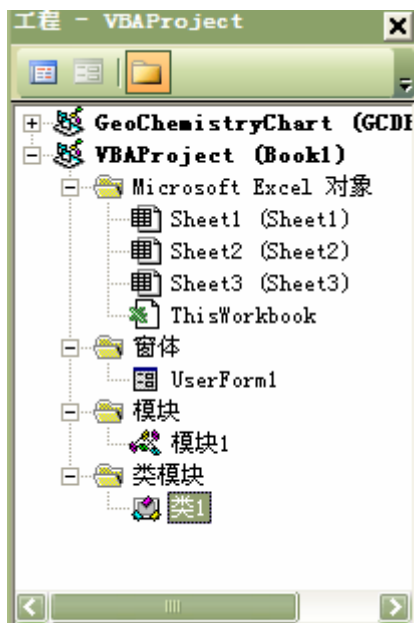 工程 - VBAProject
GeoChemistryChart (GCDK
VBAProject (Book1)
Microsoft Excel 对象
Sheet1 (Sheet1)
Sheet2 (Sheet2)
Sheet3 (Sheet3)
ThisWorkbook
窗体
UserForm1
模块
模块1
类模块
类1